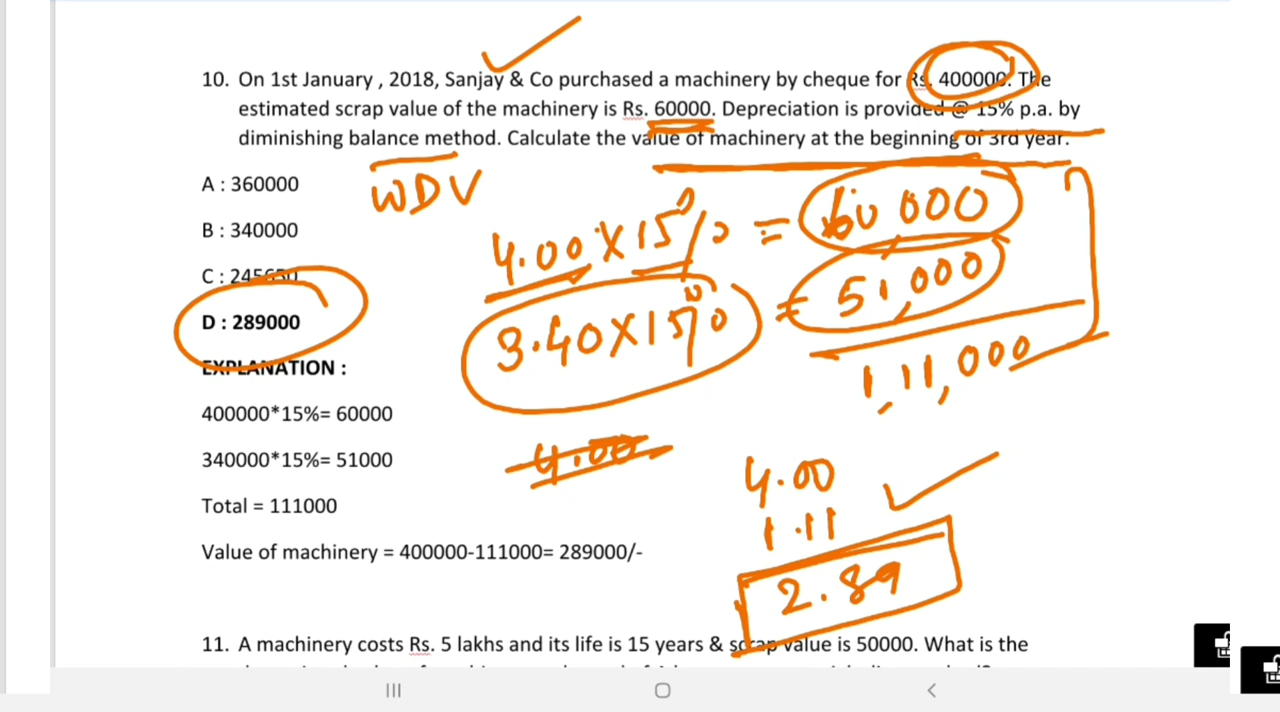 10. On 1st January , 2018, Sanjay & Co purchased a machinery by cheque for Rs. 400000. The
estimated scrap value of the machinery is Rs. 60000. Depreciation is provided @ 15% p.a. by
diminishing balance method. Calculate the value of machinery at the beginning of 3rd year.
A : 360000
WDV
B : 340000
4.00 X 15% = 60000
C : 245650
3.40 X 15% = 51,000
D : 289000
1,11,000
EXPLANATION :
400000*15%= 60000
4.00
340000*15%= 51000
4.00
Total = 111000
1.11
Value of machinery = 400000-111000= 289000/-
2.89
11. A machinery costs Rs. 5 lakhs and its life is 15 years & scrap value is 50000. What is the